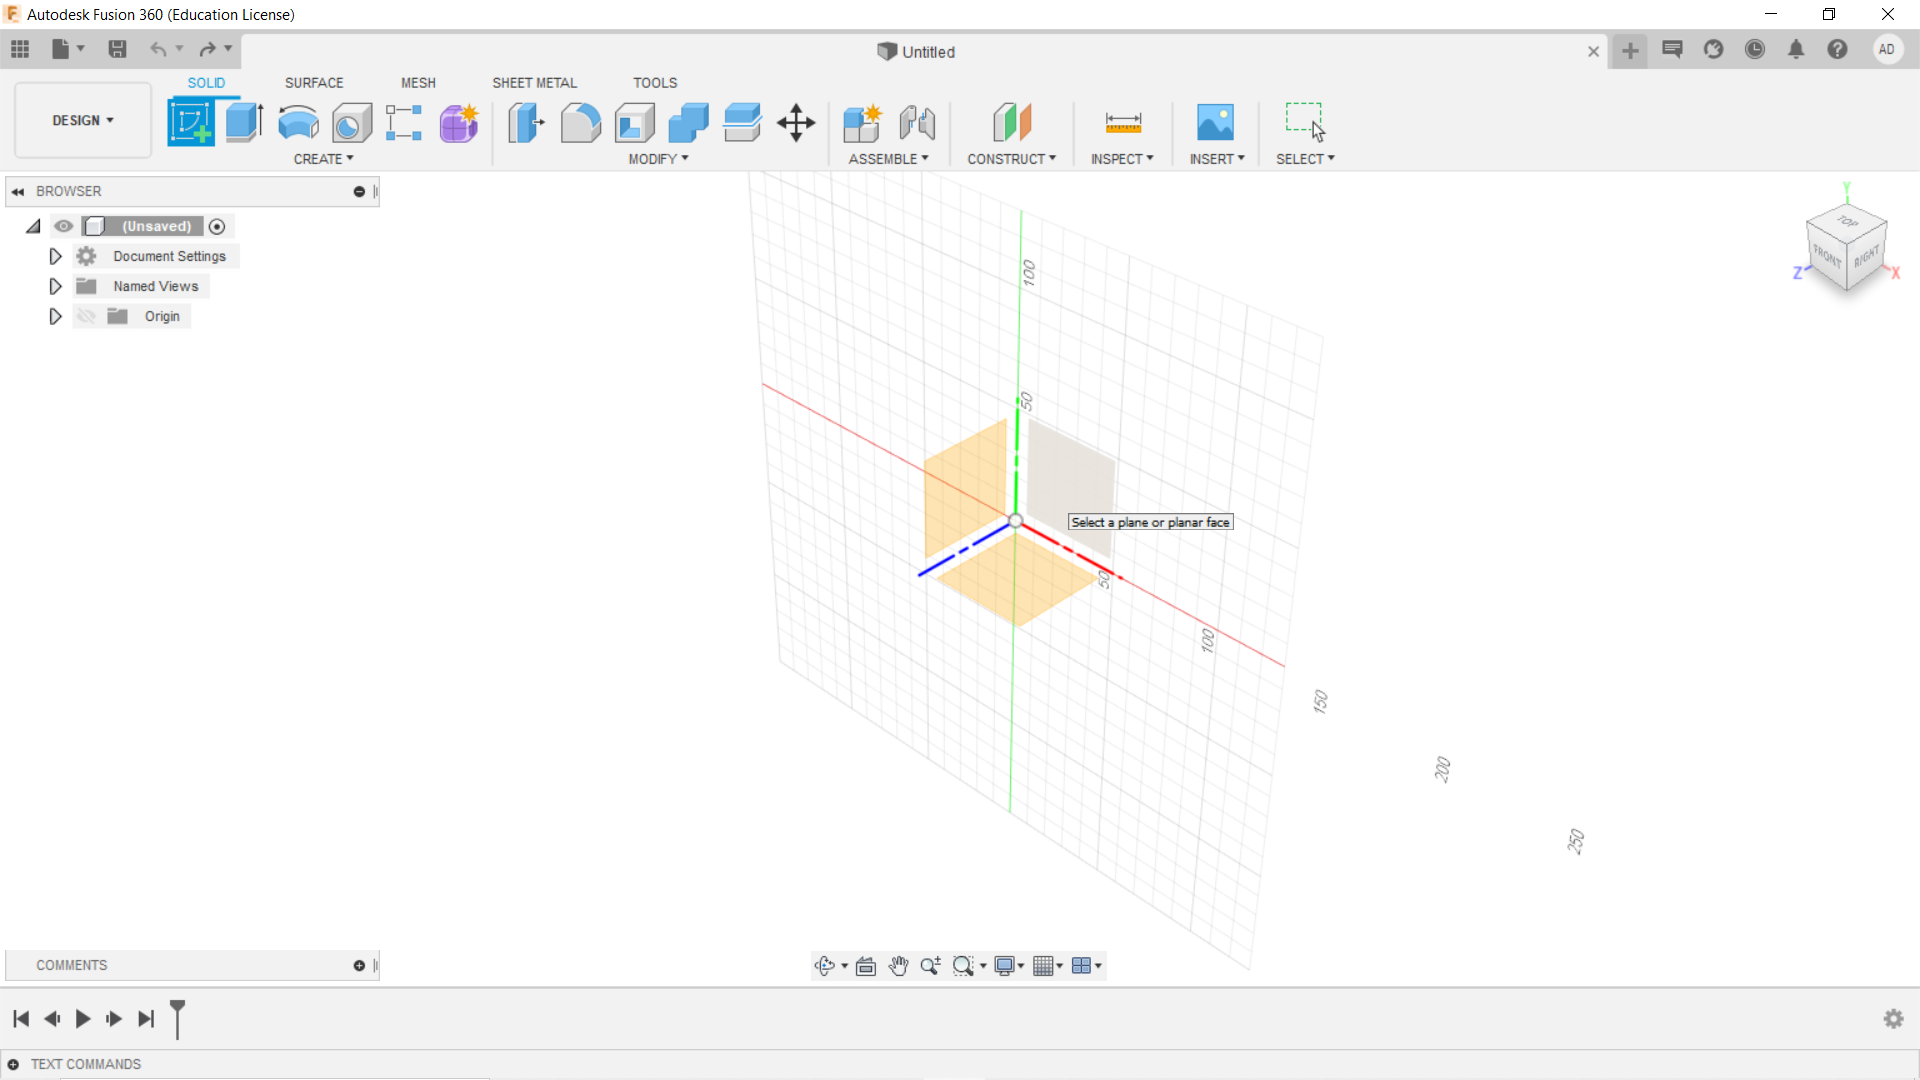 Autodesk Fusion 360 (Education License)
Untitled
AD
SOLID SURFACE MESH SHEET METAL TOOLS
DESIGN
CREATE MODIFY ASSEMBLE CONSTRUCT INSPECT INSERT SELECT
BROWSER
(Unsaved)
Document Settings
Named Views
Origin
Y
TOP
FRONT
RIGHT
Z
X
100
50
Select a plane or planar face
50
100
150
200
250
COMMENTS
TEXT COMMANDS